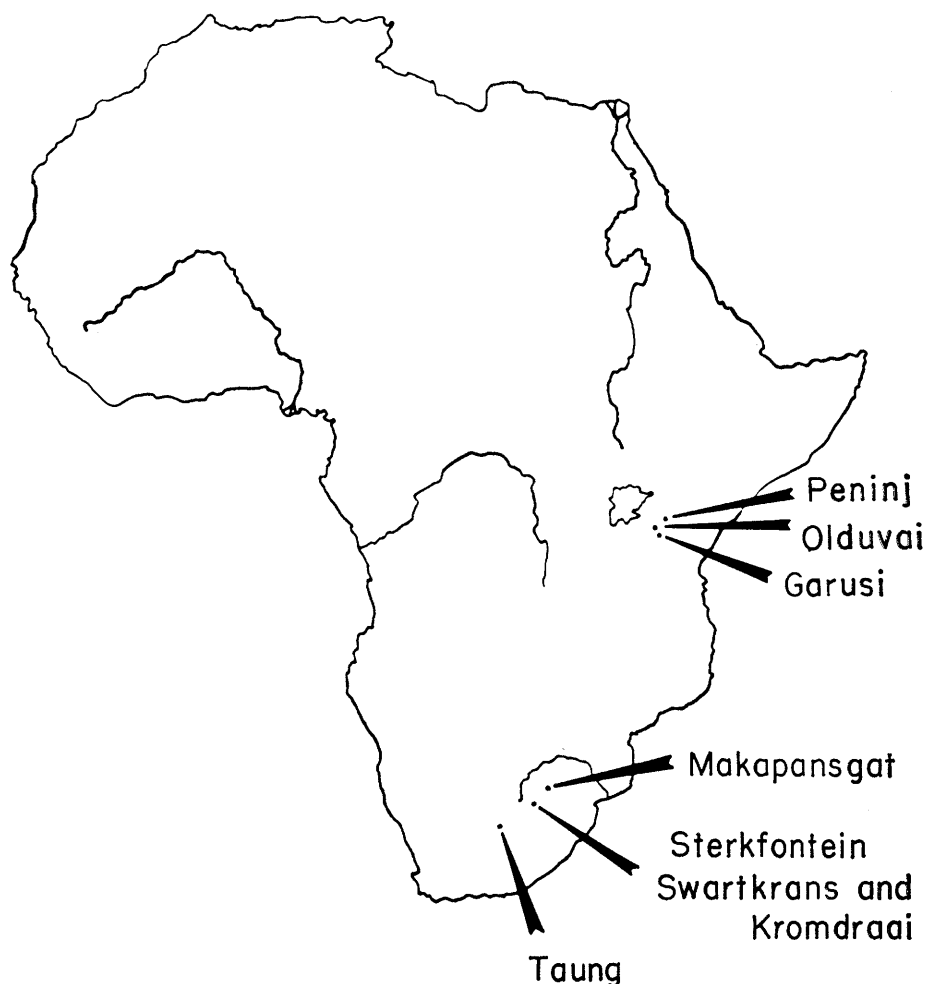 Peninj
Olduvai
Garusi
Makapansgat
Sterkfontein
Swartkrans and
Kromdraai
Taung